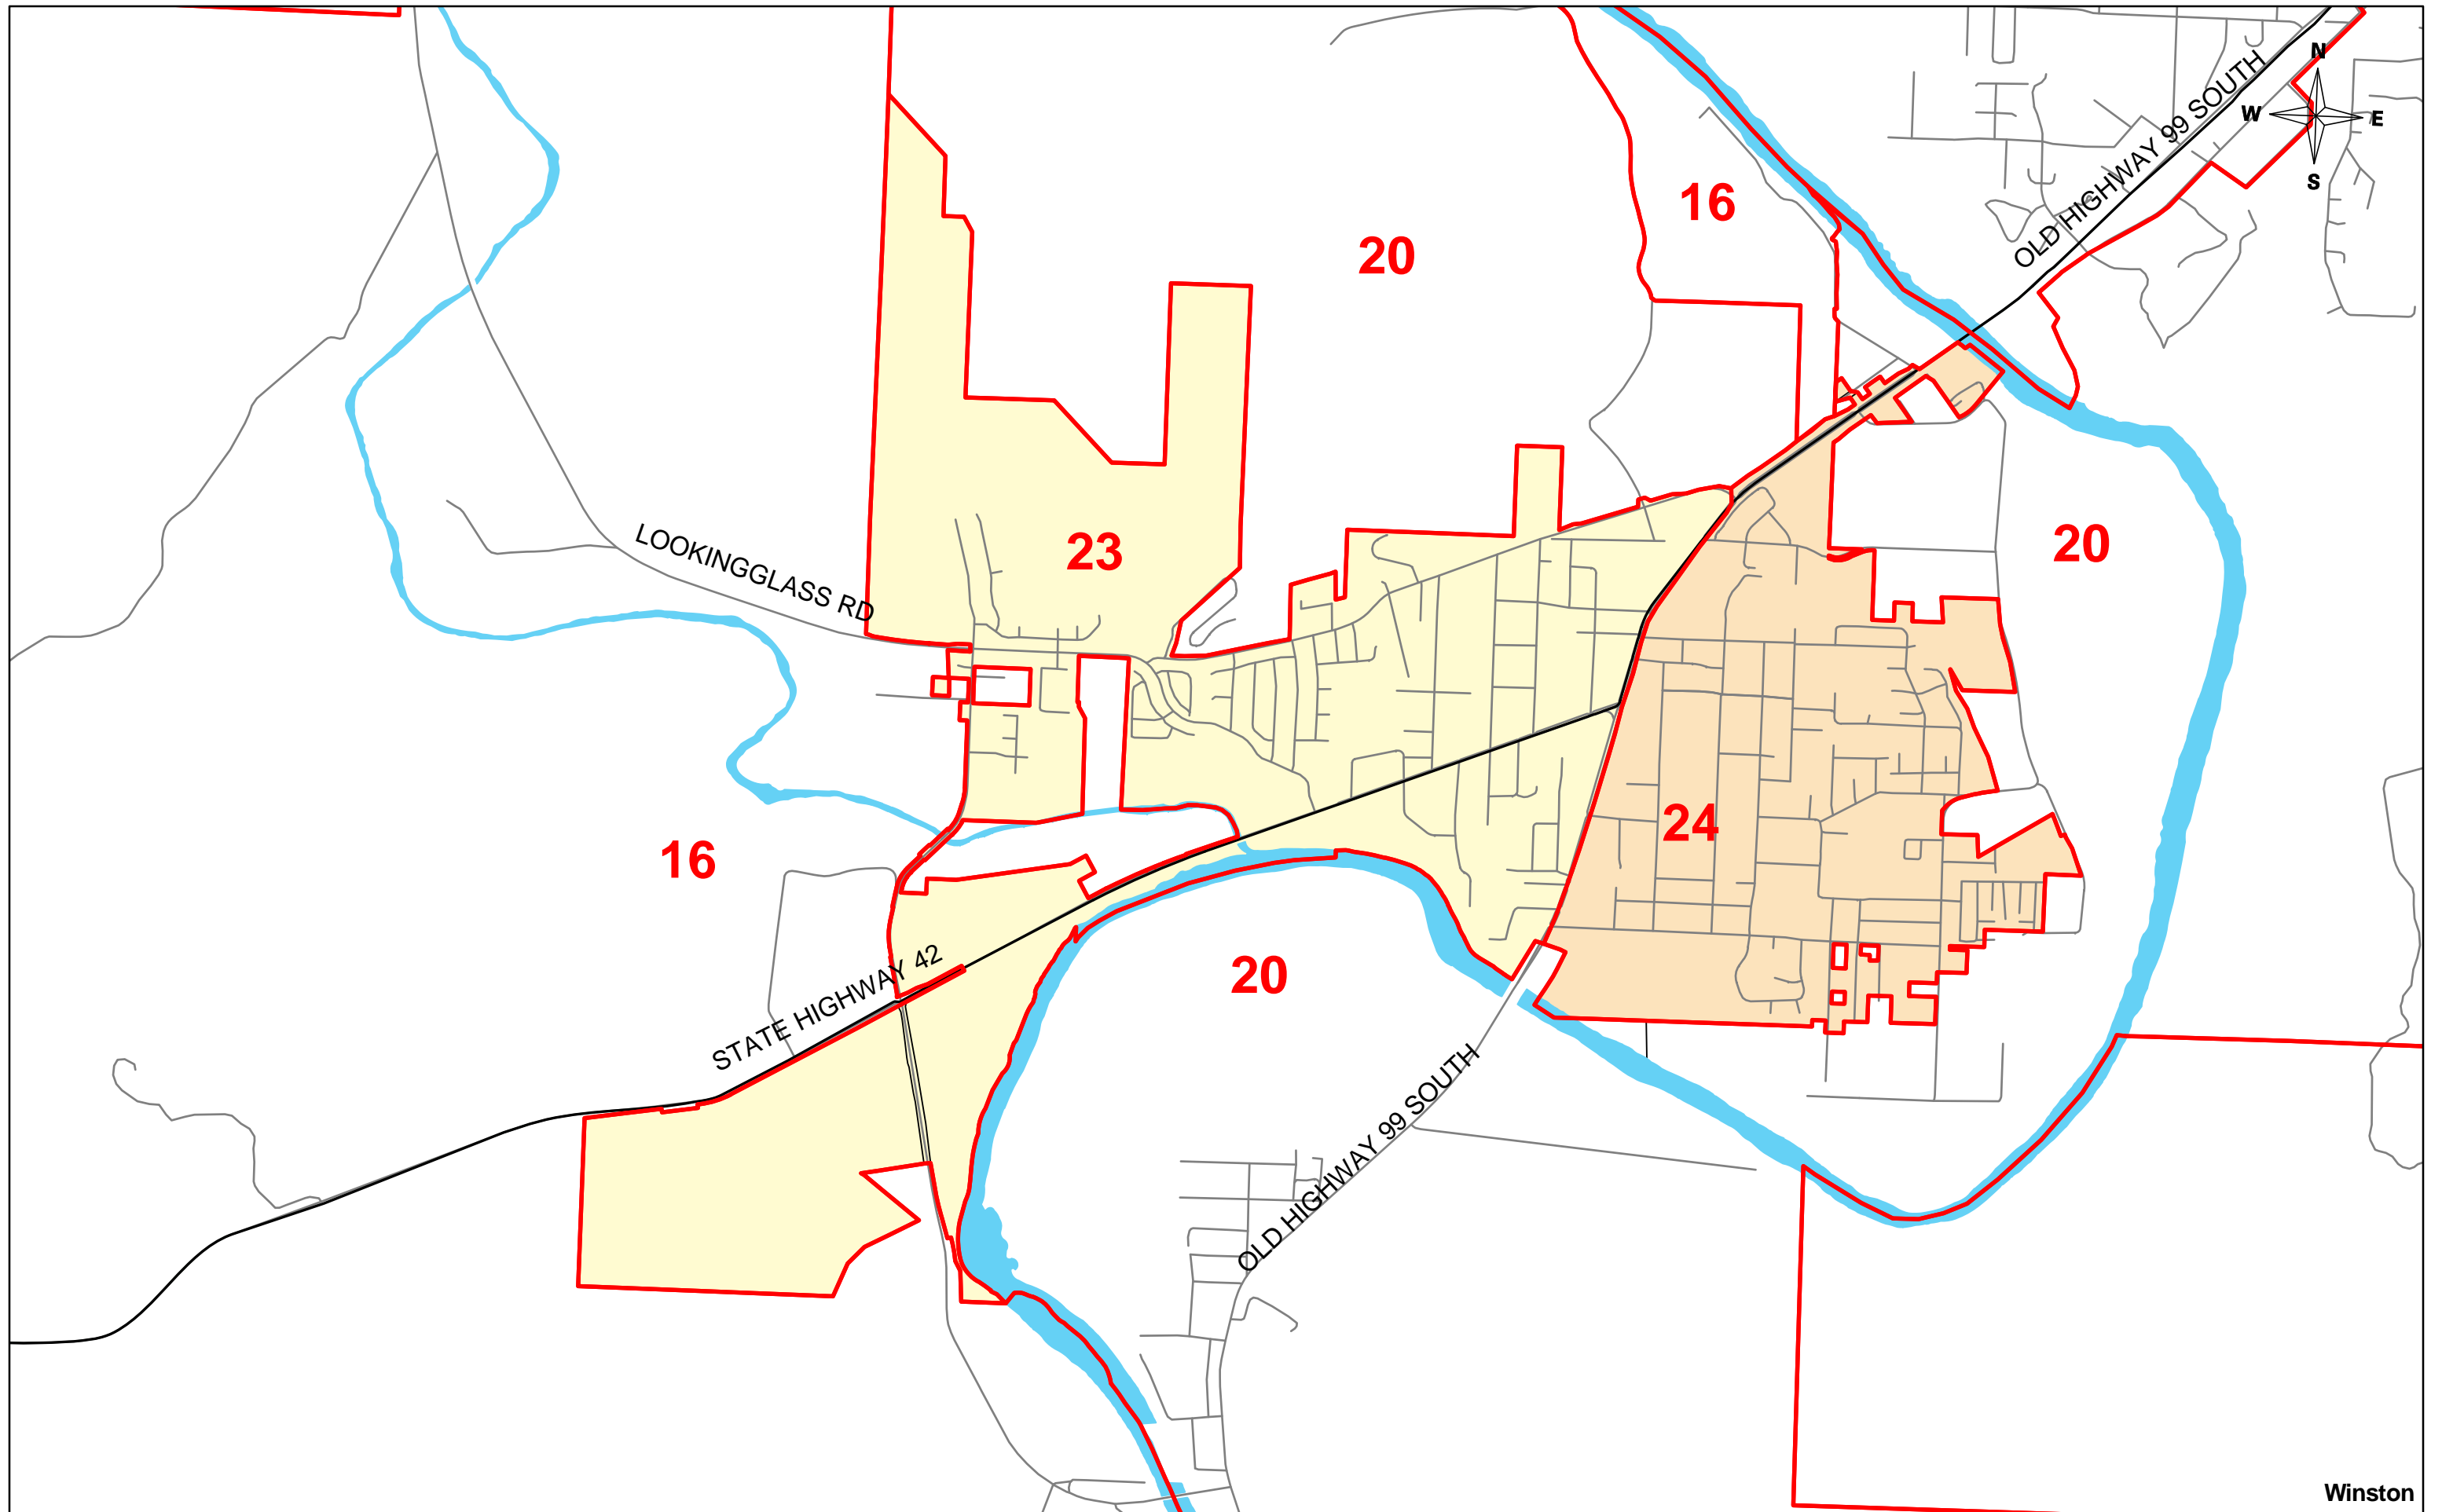 N
W
E
S
OLD HIGHWAY 99 SOUTH
16
20
23
20
LOOKINGGLASS RD
24
16
20
STATE HIGHWAY 42
OLD HIGHWAY 99 SOUTH
Winston